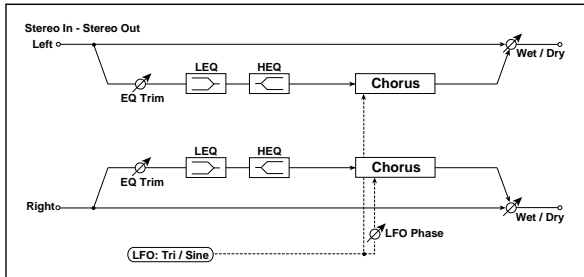 Stereo In - Stereo Out
Left
Wet / Dry
LEQ
HEQ
EQ Trim
Chorus
LEQ
HEQ
Chorus
EQ Trim
Right
Wet / Dry
LFO Phase
LFO: Tri / Sine